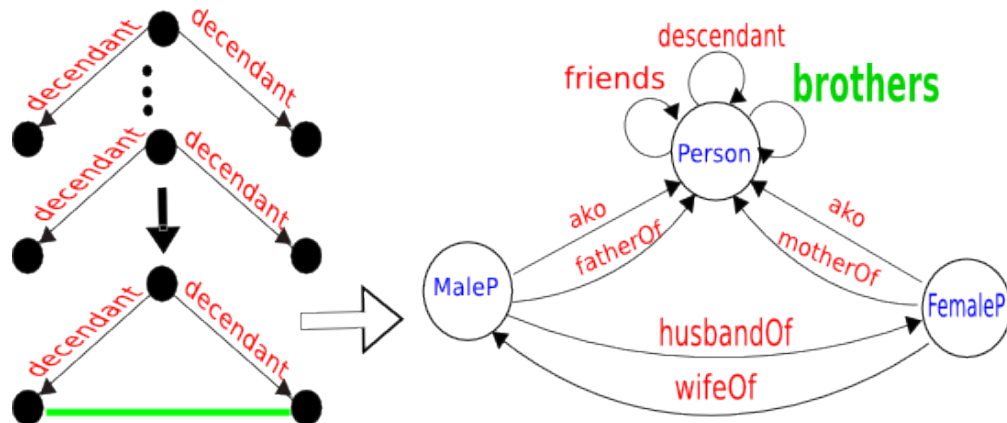 decendant
decendant
decendant
decendant
decendant
decendant
descendant
friends
brothers
Person
ako
fatherOf
ako
motherOf
MaleP
FemaleP
husbandOf
wifeOf